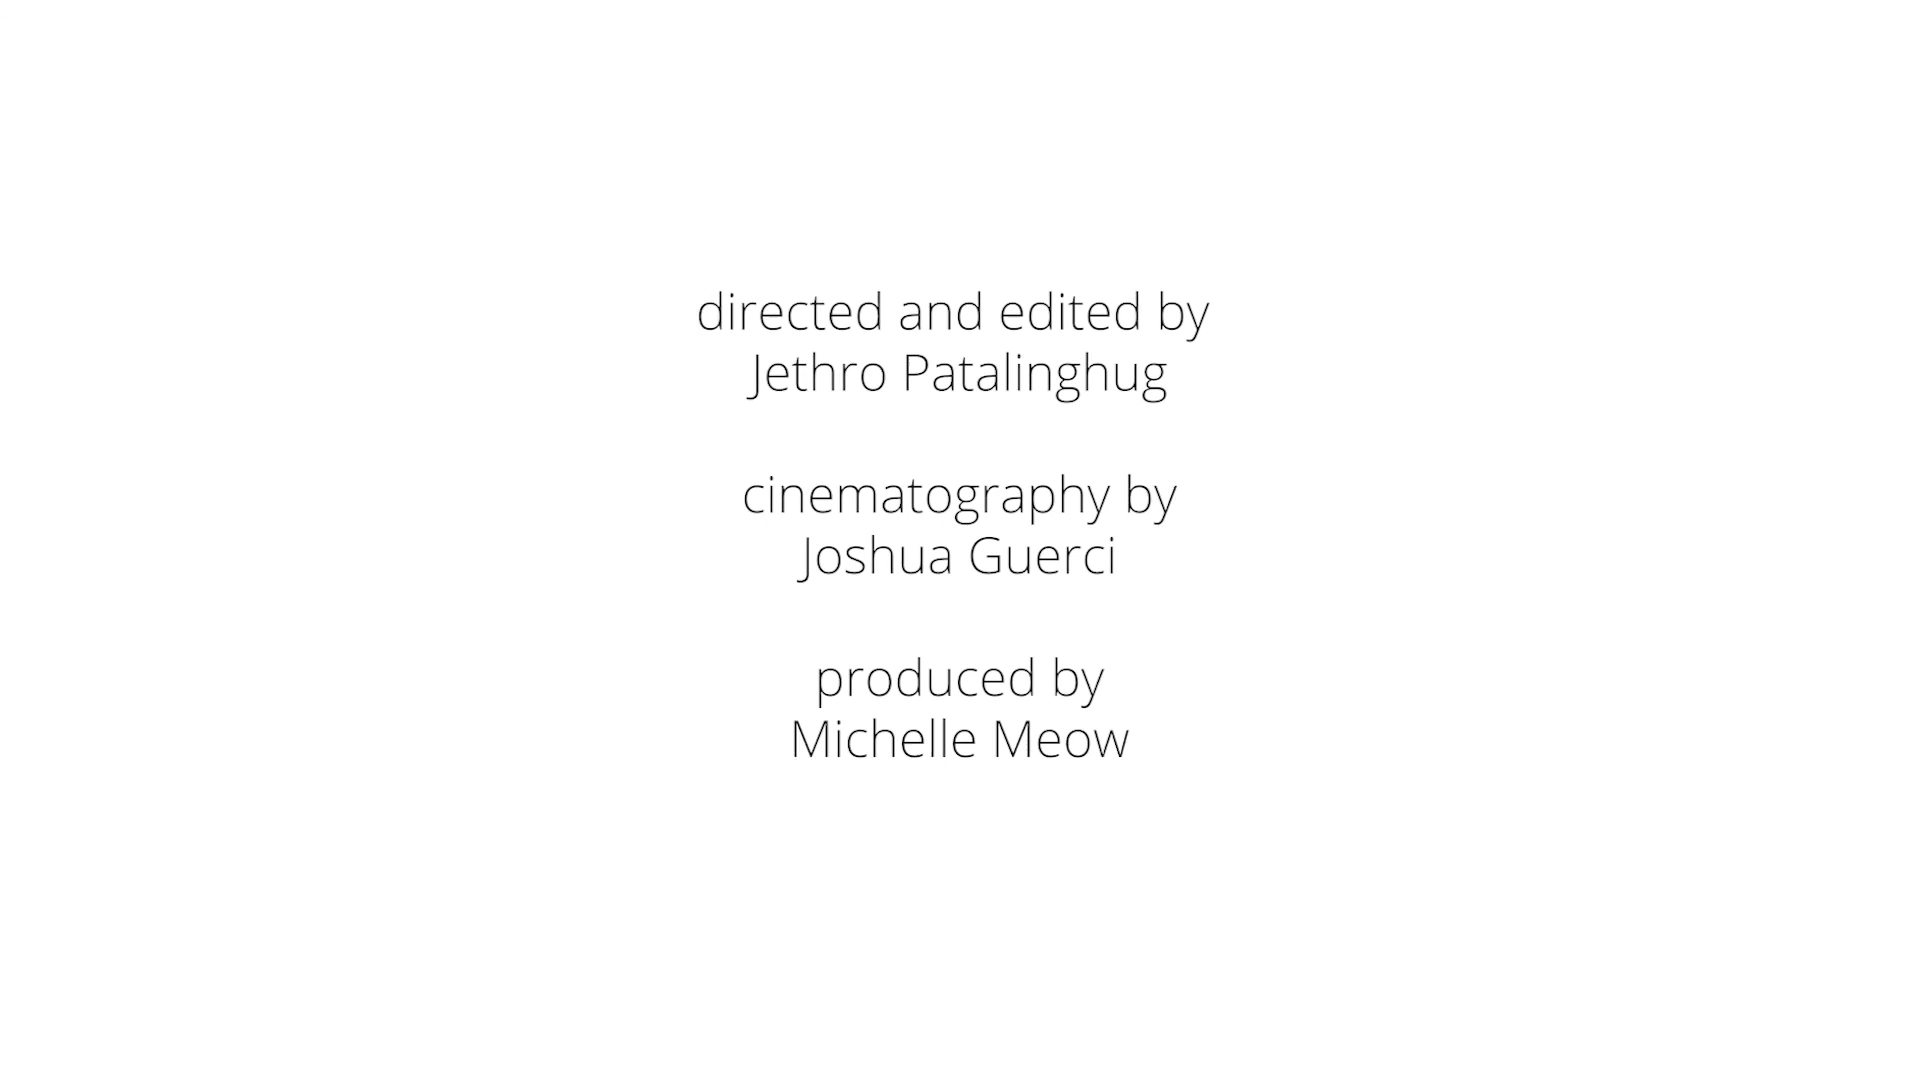 directed and edited by
Jethro Patalinghug
cinematography by
Joshua Guerci
produced by
Michelle Meow